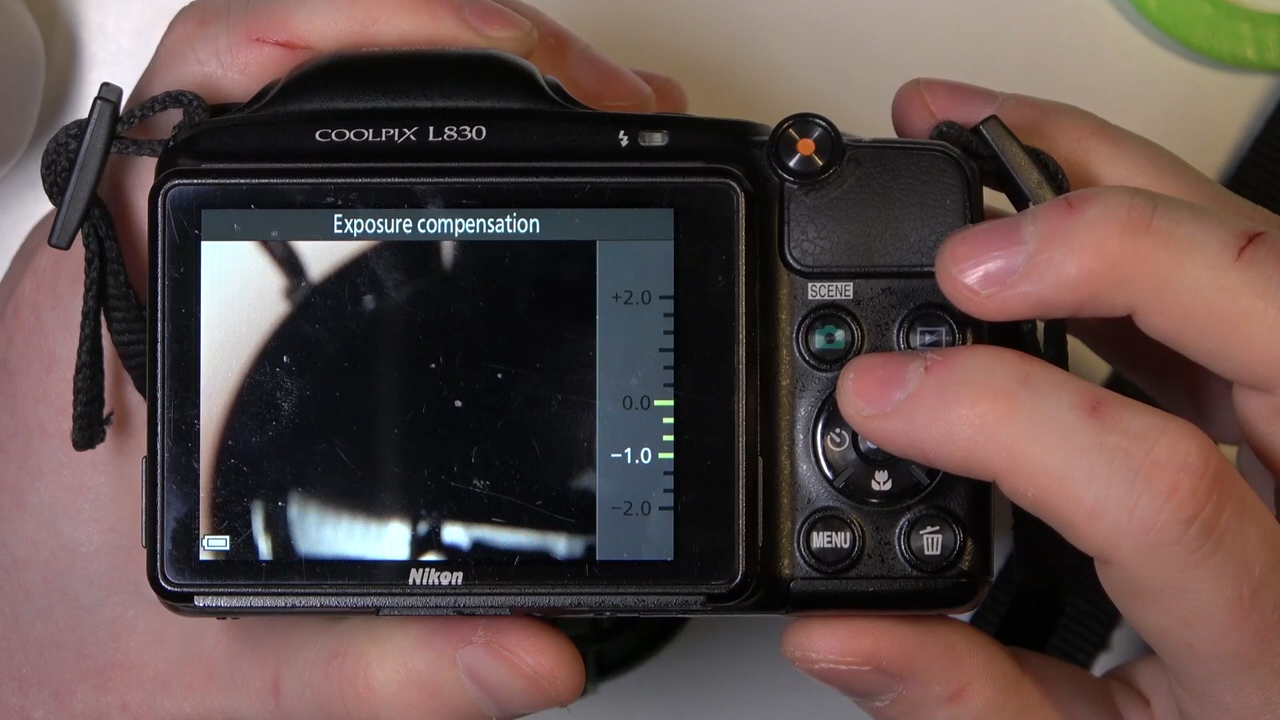 COOLPIX L830
Exposure compensation
SCENE
+2.0
0.0
−1.0
−2.0
MENU
Nikon